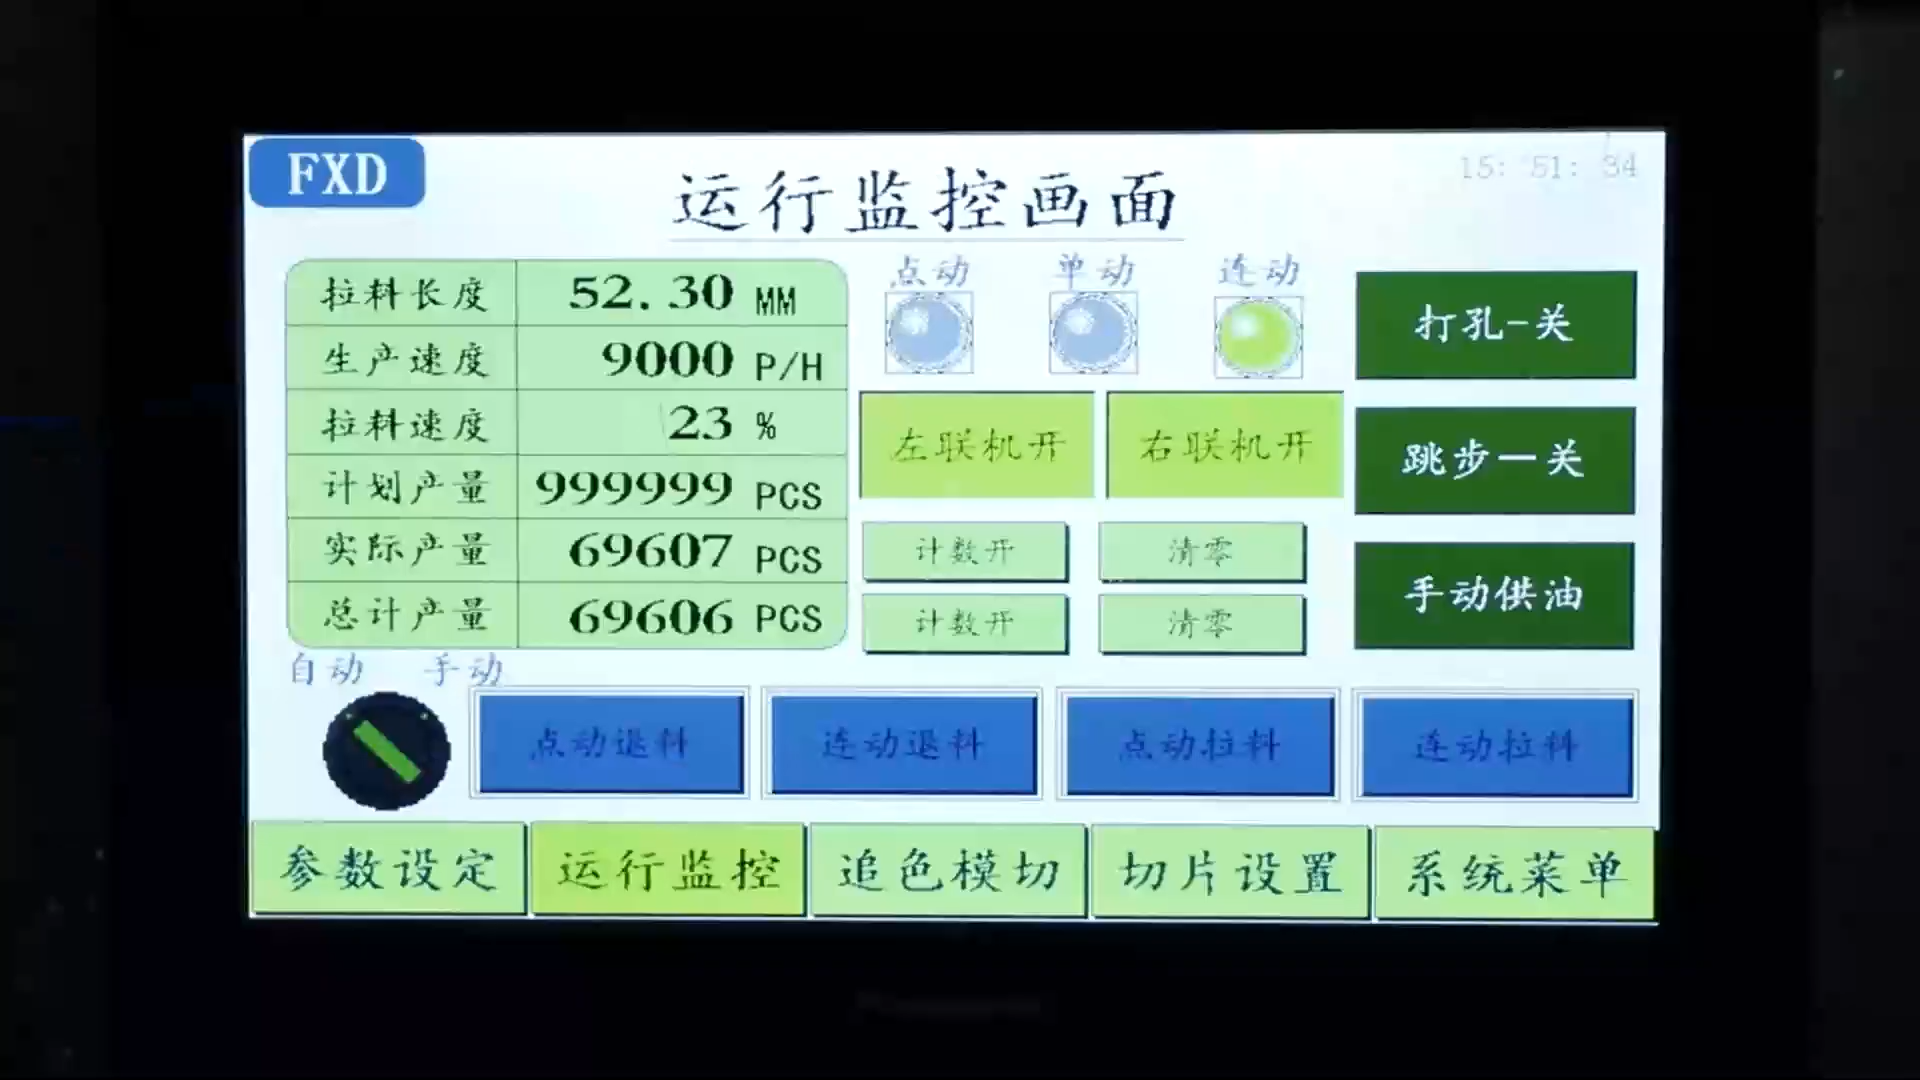 FXD
15: 51: 34
运行监控画面
拉料长度 52.30 MM
生产速度 9000 P/H
拉料速度 23 %
计划产量 999999 PCS
实际产量 69607 PCS
总计产量 69606 PCS
点动 单动 连动
左联机开 右联机开
计数开 清零
计数开 清零
打孔-关
跳步一关
手动供油
自动 手动
点动退料 连动退料 点动拉料 连动拉料
参数设定 运行监控 追色模切 切片设置 系统菜单